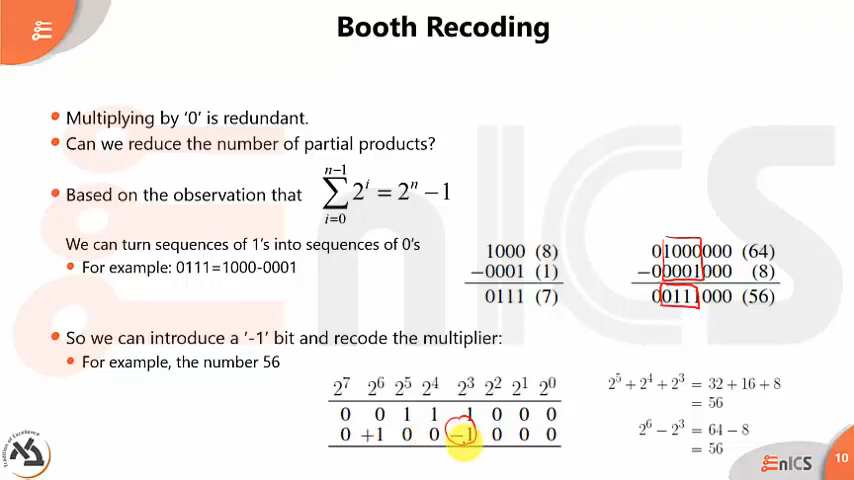 Booth Recoding
Multiplying by '0' is redundant.
Can we reduce the number of partial products?
Based on the observation that \sum_{i=0}^{n-1} 2^i = 2^n − 1
We can turn sequences of 1's into sequences of 0's
For example: 0111=1000-0001
1000 (8)
−0001 (1)
0111 (7)
01000000 (64)
−00001000 (8)
00111000 (56)
So we can introduce a '-1' bit and recode the multiplier:
For example, the number 56
2^7 2^6 2^5 2^4 2^3 2^2 2^1 2^0
0 0 1 1 1 0 0 0
0 +1 0 0 −1 0 0 0
2^5 + 2^4 + 2^3 = 32 + 16 + 8
= 56
2^6 − 2^3 = 64 − 8
= 56
Tradition of Excellence
EnICS
10